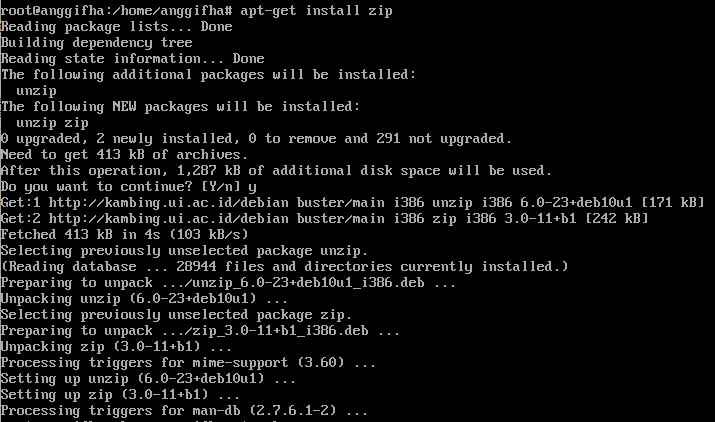 root@anggifha:/home/anggifha# apt-get install zip
Reading package lists... Done
Building dependency tree
Reading state information... Done
The following additional packages will be installed:
  unzip
The following NEW packages will be installed:
  unzip zip
0 upgraded, 2 newly installed, 0 to remove and 291 not upgraded.
Need to get 413 kB of archives.
After this operation, 1,287 kB of additional disk space will be used.
Do you want to continue? [Y/n] y
Get:1 http://kambing.ui.ac.id/debian buster/main i386 unzip i386 6.0-23+deb10u1 [171 kB]
Get:2 http://kambing.ui.ac.id/debian buster/main i386 zip i386 3.0-11+b1 [242 kB]
Fetched 413 kB in 4s (103 kB/s)
Selecting previously unselected package unzip.
(Reading database ... 28944 files and directories currently installed.)
Preparing to unpack .../unzip_6.0-23+deb10u1_i386.deb ...
Unpacking unzip (6.0-23+deb10u1) ...
Selecting previously unselected package zip.
Preparing to unpack .../zip_3.0-11+b1_i386.deb ...
Unpacking zip (3.0-11+b1) ...
Processing triggers for mime-support (3.60) ...
Setting up unzip (6.0-23+deb10u1) ...
Setting up zip (3.0-11+b1) ...
Processing triggers for man-db (2.7.6.1-2) ...